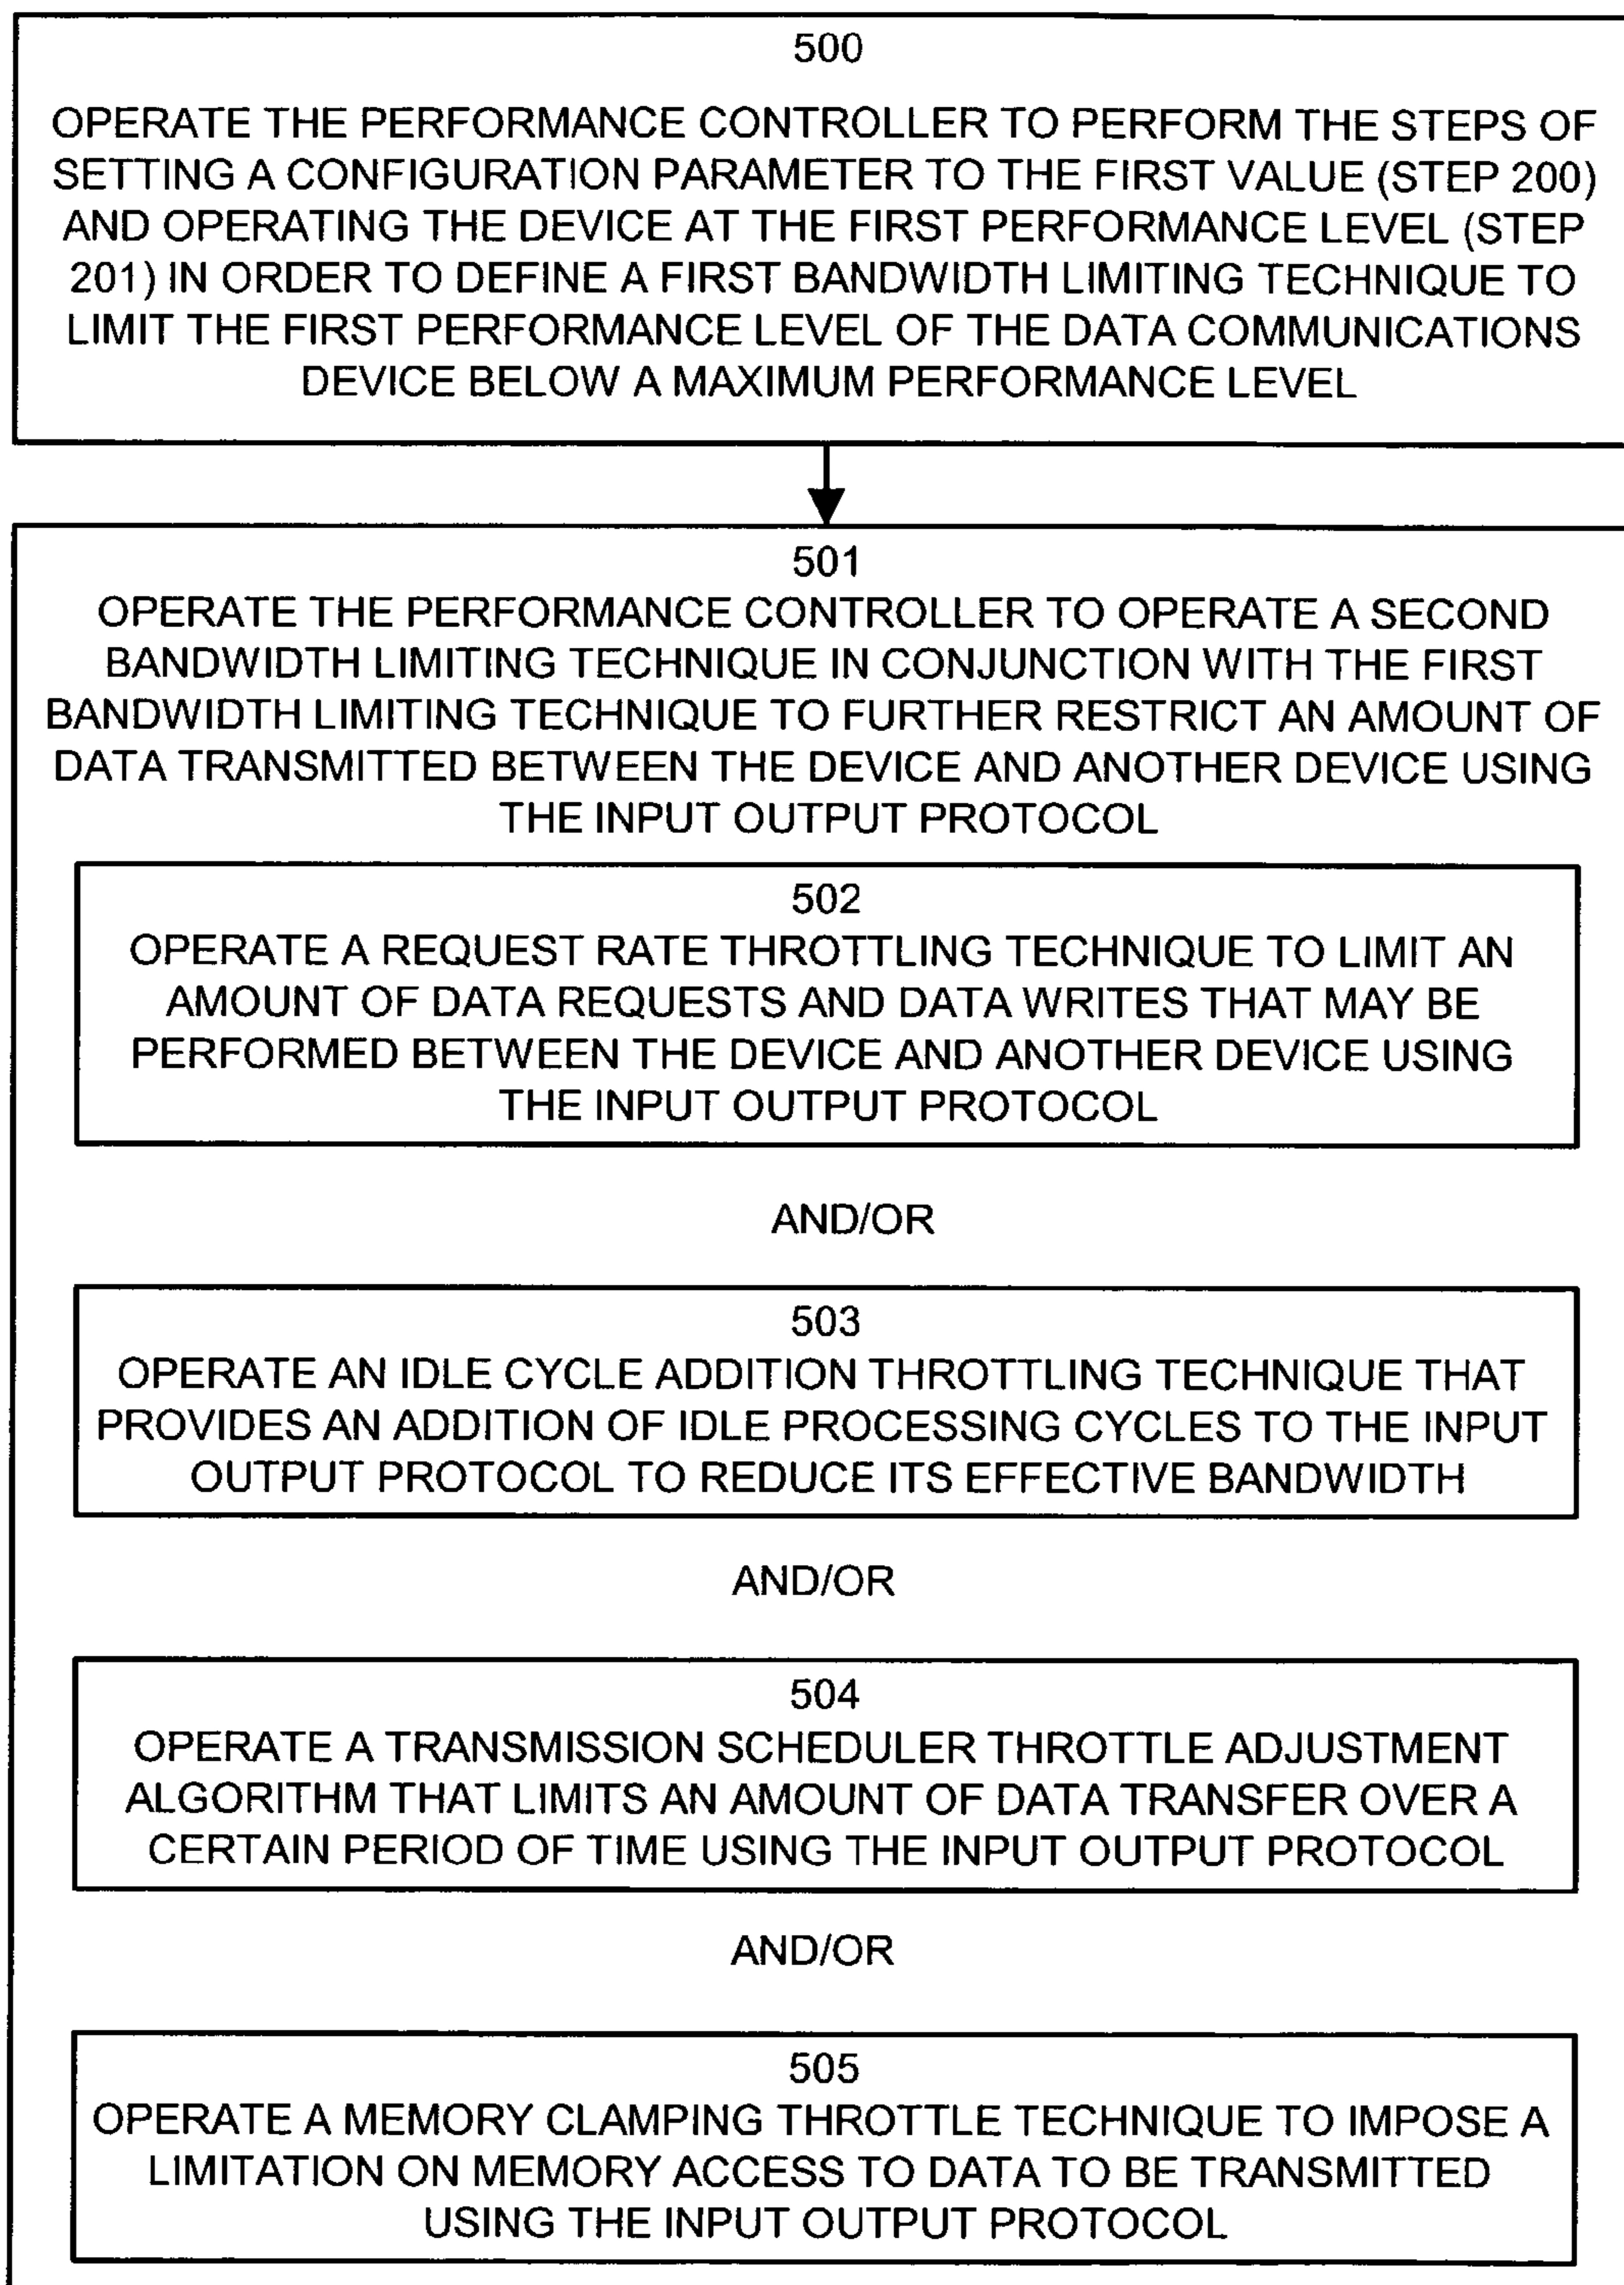 500
OPERATE THE PERFORMANCE CONTROLLER TO PERFORM THE STEPS OF
SETTING A CONFIGURATION PARAMETER TO THE FIRST VALUE (STEP 200)
AND OPERATING THE DEVICE AT THE FIRST PERFORMANCE LEVEL (STEP
201) IN ORDER TO DEFINE A FIRST BANDWIDTH LIMITING TECHNIQUE TO
LIMIT THE FIRST PERFORMANCE LEVEL OF THE DATA COMMUNICATIONS
DEVICE BELOW A MAXIMUM PERFORMANCE LEVEL
501
OPERATE THE PERFORMANCE CONTROLLER TO OPERATE A SECOND
BANDWIDTH LIMITING TECHNIQUE IN CONJUNCTION WITH THE FIRST
BANDWIDTH LIMITING TECHNIQUE TO FURTHER RESTRICT AN AMOUNT OF
DATA TRANSMITTED BETWEEN THE DEVICE AND ANOTHER DEVICE USING
THE INPUT OUTPUT PROTOCOL
502
OPERATE A REQUEST RATE THROTTLING TECHNIQUE TO LIMIT AN
AMOUNT OF DATA REQUESTS AND DATA WRITES THAT MAY BE
PERFORMED BETWEEN THE DEVICE AND ANOTHER DEVICE USING
THE INPUT OUTPUT PROTOCOL
AND/OR
503
OPERATE AN IDLE CYCLE ADDITION THROTTLING TECHNIQUE THAT
PROVIDES AN ADDITION OF IDLE PROCESSING CYCLES TO THE INPUT
OUTPUT PROTOCOL TO REDUCE ITS EFFECTIVE BANDWIDTH
AND/OR
504
OPERATE A TRANSMISSION SCHEDULER THROTTLE ADJUSTMENT
ALGORITHM THAT LIMITS AN AMOUNT OF DATA TRANSFER OVER A
CERTAIN PERIOD OF TIME USING THE INPUT OUTPUT PROTOCOL
AND/OR
505
OPERATE A MEMORY CLAMPING THROTTLE TECHNIQUE TO IMPOSE A
LIMITATION ON MEMORY ACCESS TO DATA TO BE TRANSMITTED
USING THE INPUT OUTPUT PROTOCOL